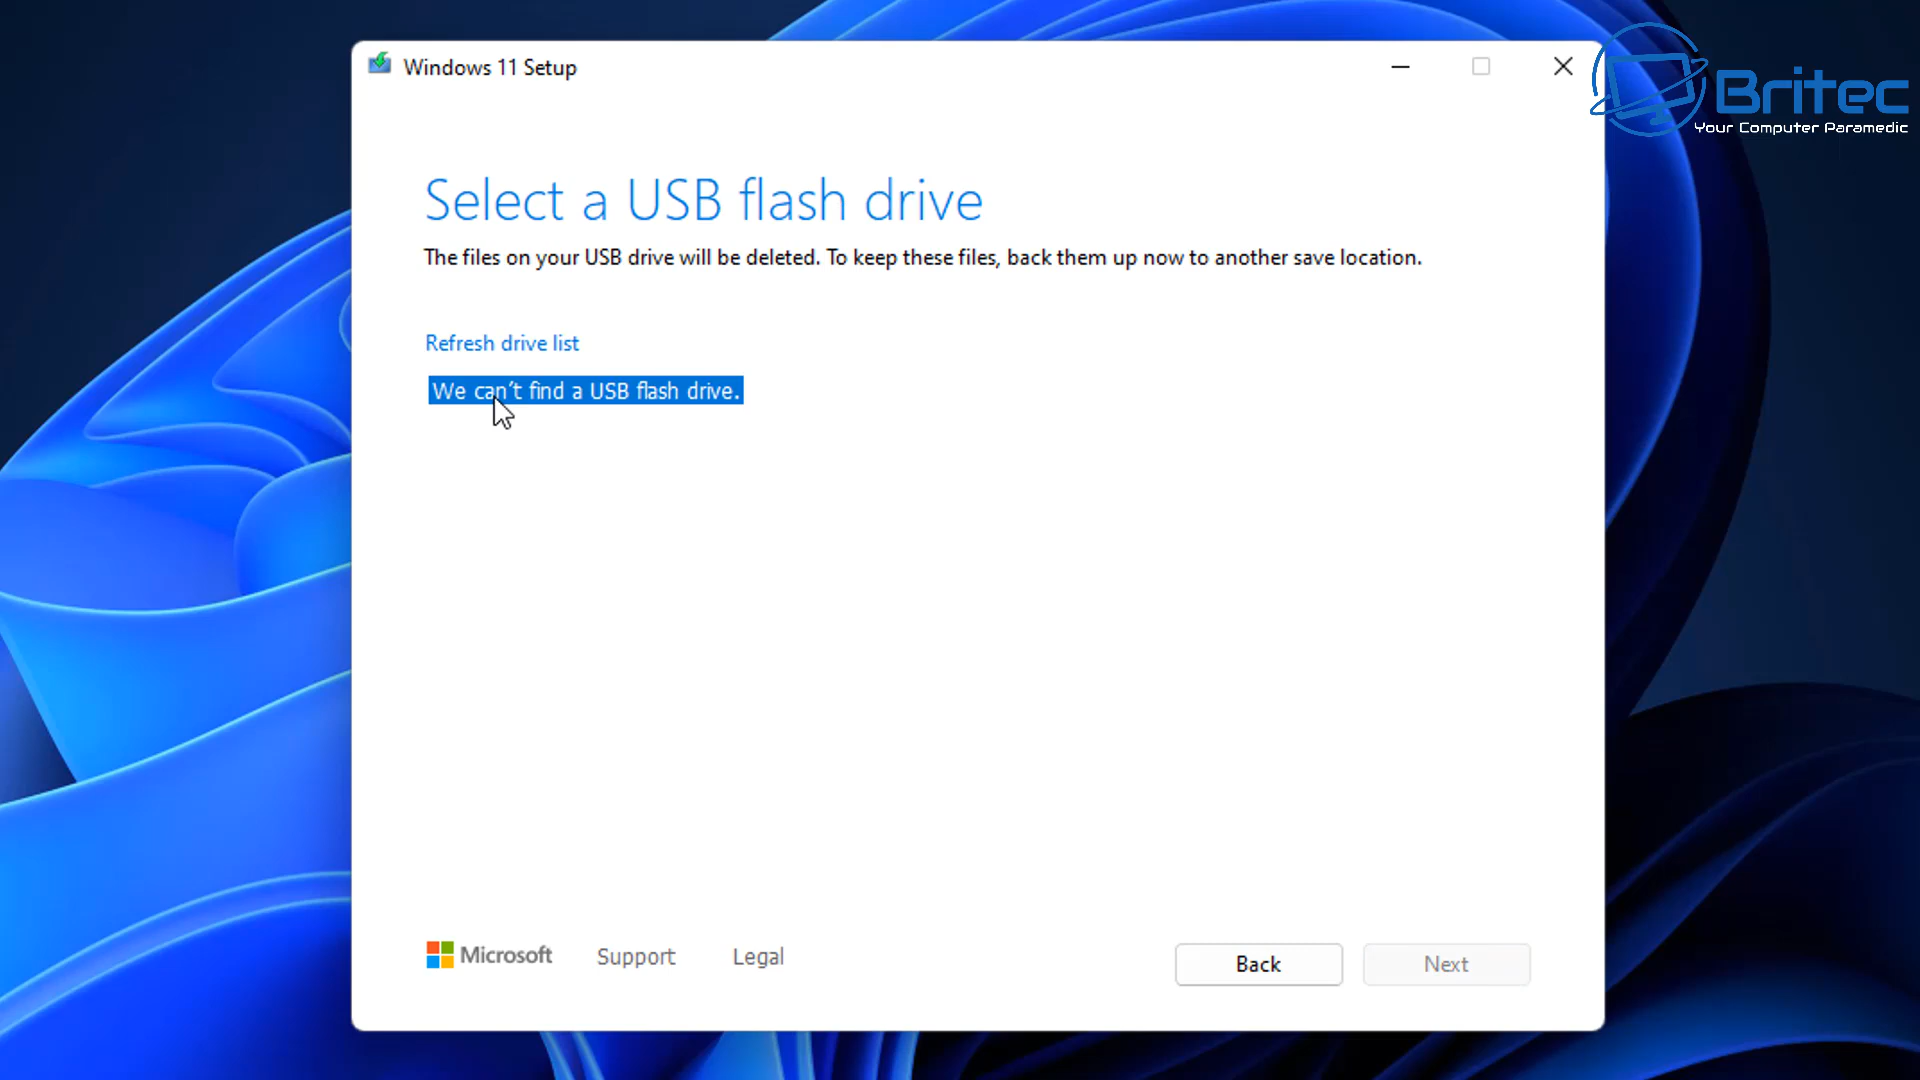 Windows 11 Setup
Britec
Your Computer Paramedic
Select a USB flash drive
The files on your USB drive will be deleted. To keep these files, back them up now to another save location.
Refresh drive list
We can’t find a USB flash drive.
Microsoft
Support
Legal
Back
Next